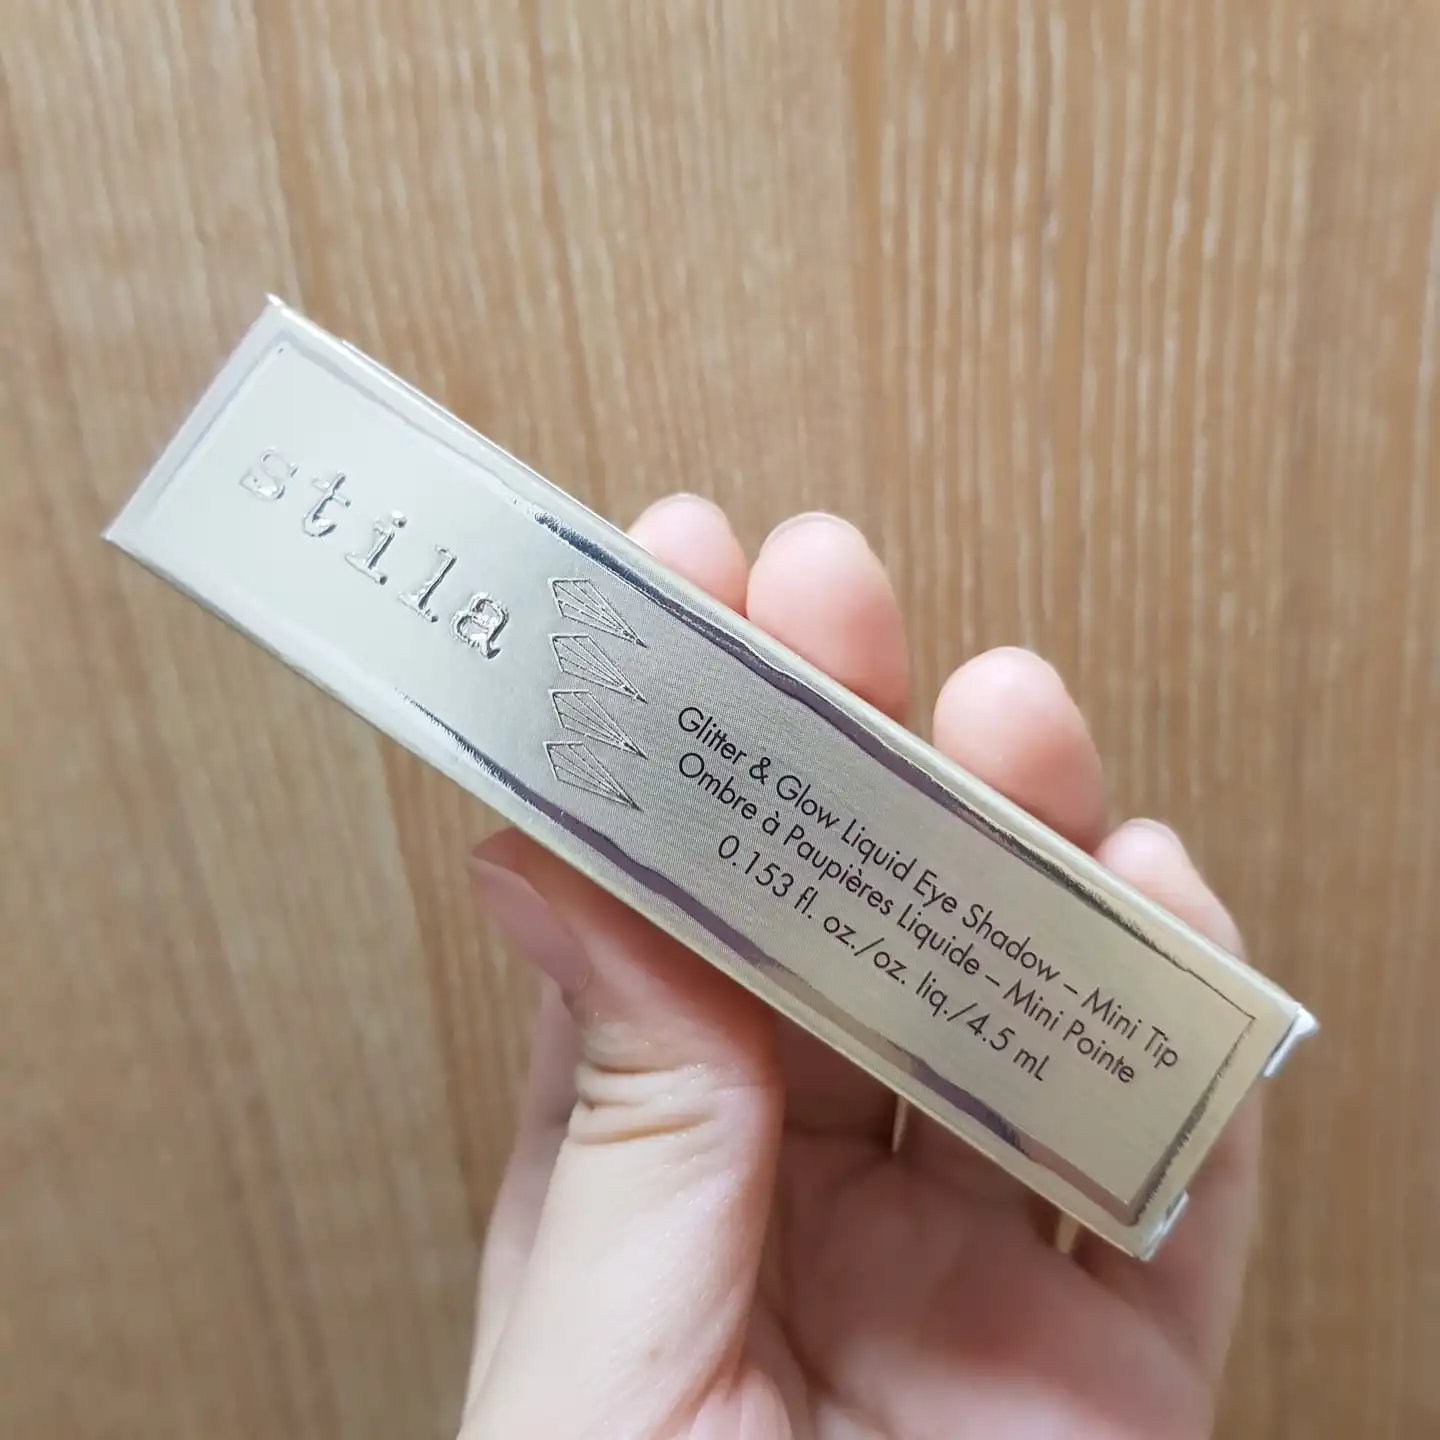 stila
Glitter & Glow Liquid Eye Shadow – Mini Tip
Ombre à Paupières Liquide – Mini Pointe
0.153 fl. oz./oz. liq./4.5 mL